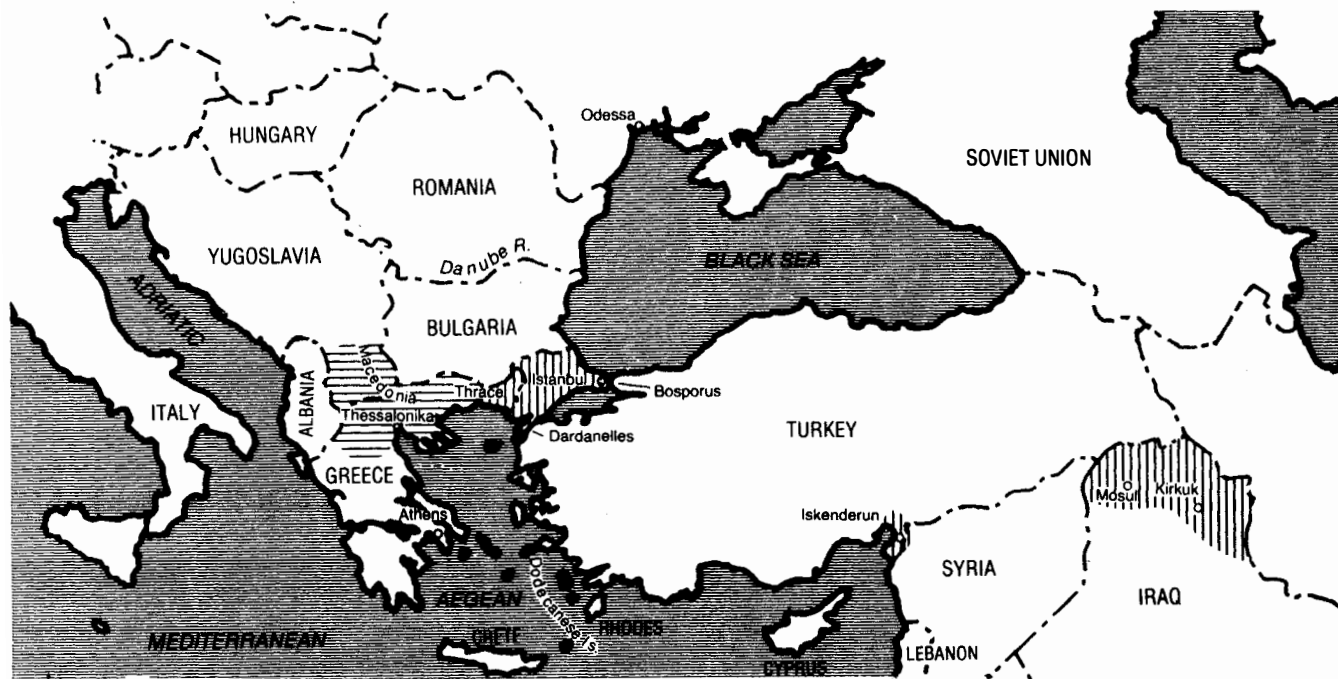 Odessa
HUNGARY
SOVIET UNION
ROMANIA
YUGOSLAVIA
Danube R.
BLACK SEA
ADRIATIC
BULGARIA
Macedonia
Istanbul
Thrace
Bosporus
ALBANIA
ITALY
Thessalonika
Dardanelles
TURKEY
GREECE
Mosul
Kirkuk
Athens
Iskenderun
SYRIA
Dodecanese Is.
AEGEAN
IRAQ
RHODES
MEDITERRANEAN
CRETE
LEBANON
CYPRUS